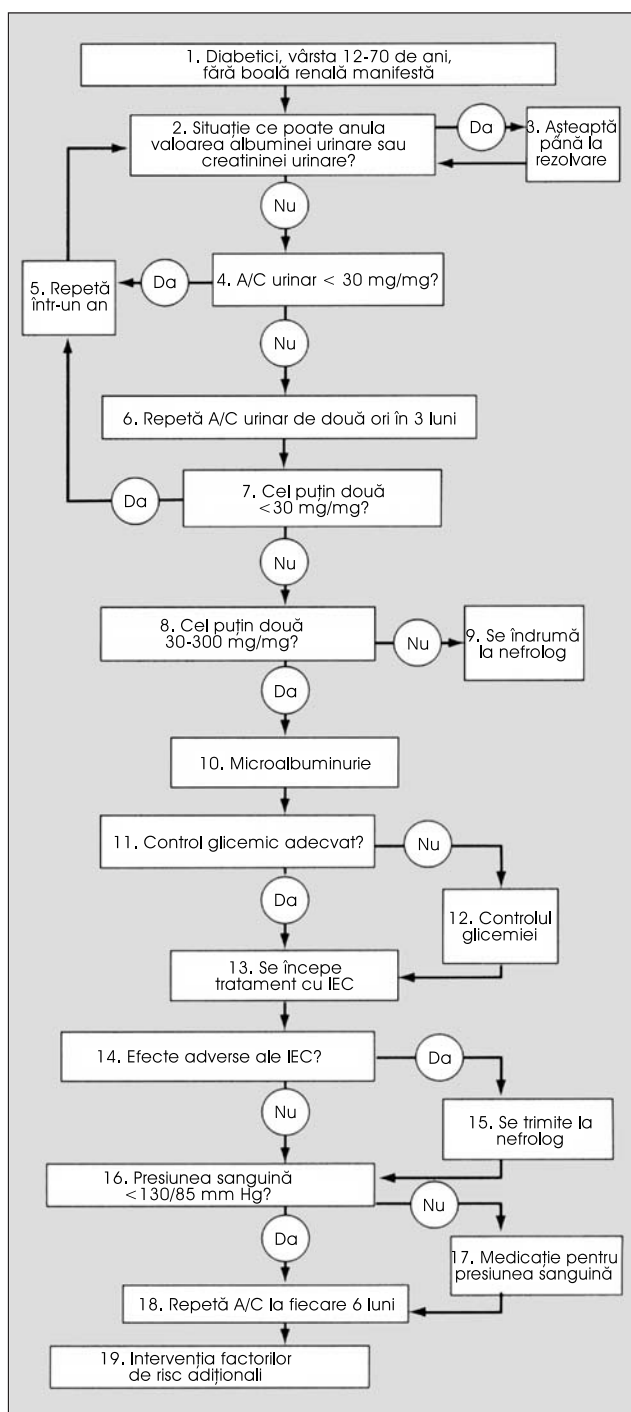 1. Diabetici, vârsta 12-70 de ani,
fără boală renală manifestă
2. Situație ce poate anula
valoarea albuminei urinare sau
creatininei urinare?
Da
3. Așteaptă
până la
rezolvare
Nu
4. A/C urinar < 30 mg/mg?
Da
5. Repetă
într-un an
Nu
6. Repetă A/C urinar de două ori în 3 luni
7. Cel puțin două
<30 mg/mg?
Da
Nu
8. Cel puțin două
30-300 mg/mg?
Nu
9. Se îndrumă
la nefrolog
Da
10. Microalbuminurie
11. Control glicemic adecvat?
Nu
Da
12. Controlul
glicemiei
13. Se începe
tratament cu IEC
14. Efecte adverse ale IEC?
Da
Nu
15. Se trimite la
nefrolog
16. Presiunea sanguină
<130/85 mm Hg?
Nu
Da
17. Medicație pentru
presiunea sanguină
18. Repetă A/C la fiecare 6 luni
19. Intervenția factorilor
de risc adiționali